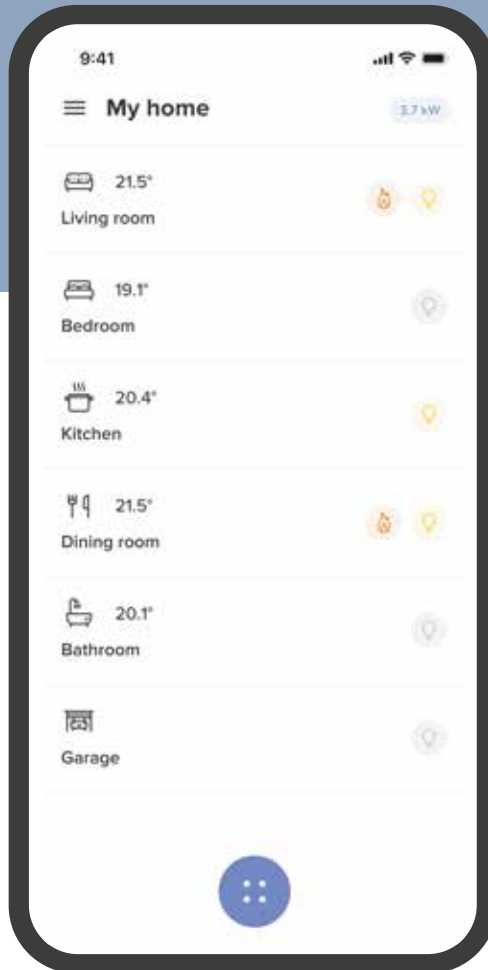 9:41
My home
3.7 kW
21.5°
Living room
19.1°
Bedroom
20.4°
Kitchen
21.5°
Dining room
20.1°
Bathroom
Garage